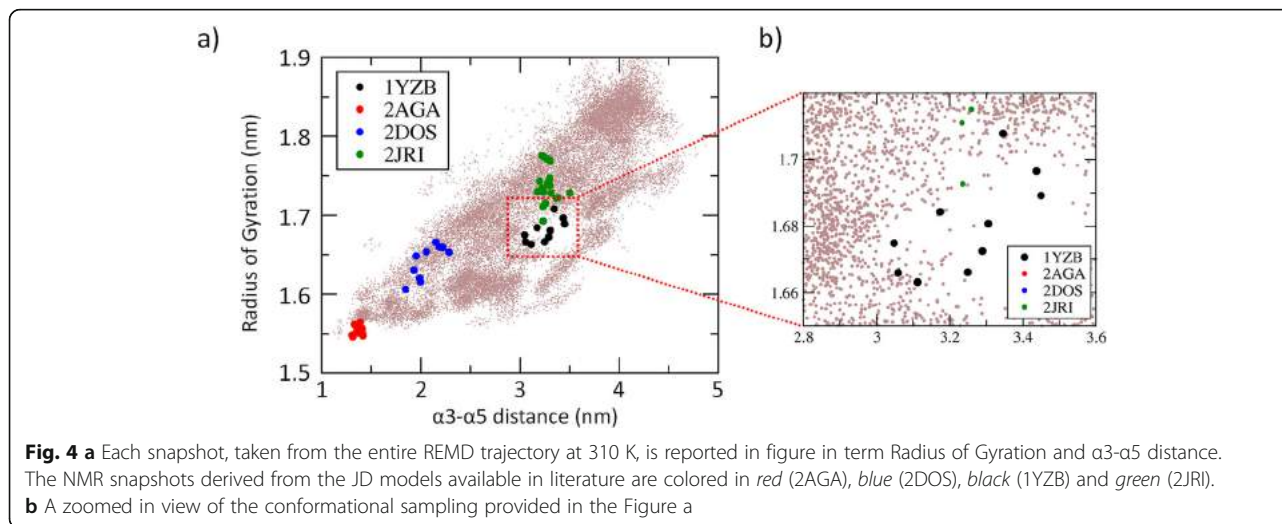 a)
b)
1.9
1.8
1.7
1.6
1.5
Radius of Gyration (nm)
1YZB
2AGA
2DOS
2JRI
1
2
3
4
5
α3-α5 distance (nm)
1.7
1.68
1.66
2.8
3
3.2
3.4
3.6
1YZB
2AGA
2DOS
2JRI
Fig. 4 a Each snapshot, taken from the entire REMD trajectory at 310 K, is reported in figure in term Radius of Gyration and α3-α5 distance.
The NMR snapshots derived from the JD models available in literature are colored in red (2AGA), blue (2DOS), black (1YZB) and green (2JRI).
b A zoomed in view of the conformational sampling provided in the Figure a